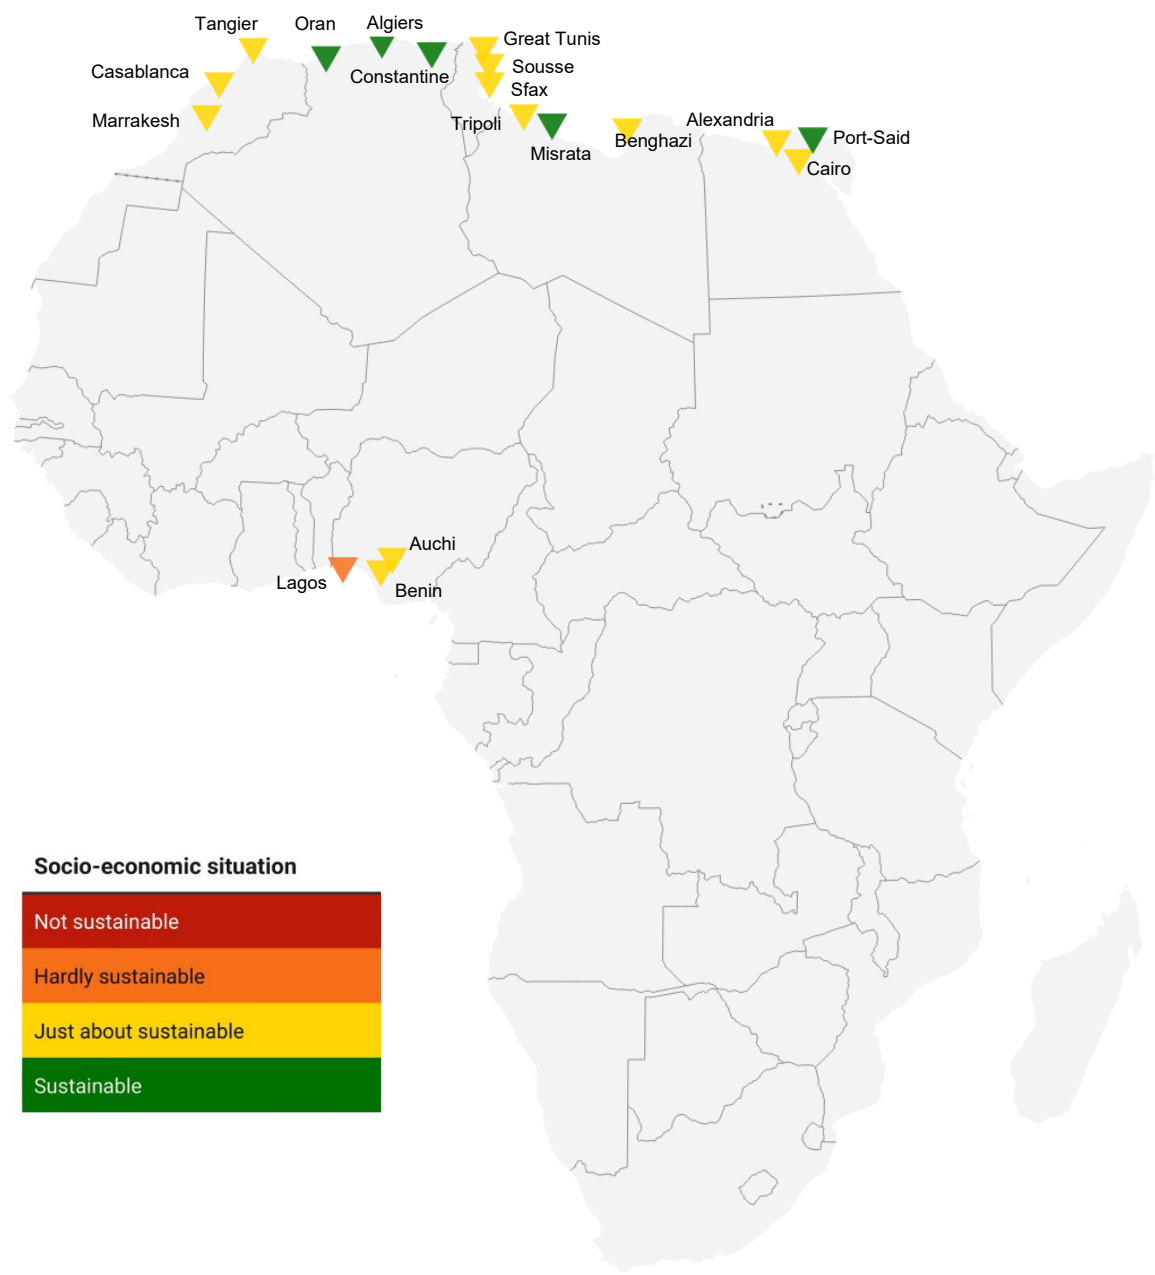 Tangier
Oran
Algiers
Great Tunis
Casablanca
Constantine
Sousse
Sfax
Marrakesh
Tripoli
Alexandria
Misrata
Benghazi
Port-Said
Cairo
Auchi
Lagos
Benin
Socio-economic situation
Not sustainable
Hardly sustainable
Just about sustainable
Sustainable